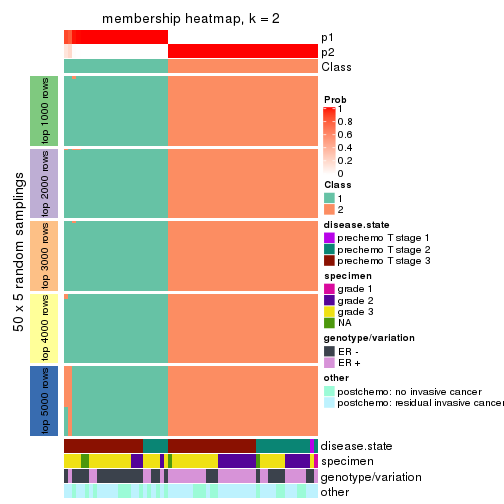 membership heatmap, k = 2
p1
p2
Class
50 x 5 random samplings
top 1000 rows
top 2000 rows
top 3000 rows
top 4000 rows
top 5000 rows
Prob
1
0.8
0.6
0.4
0.2
0
Class
1
2
disease.state
prechemo T stage 1
prechemo T stage 2
prechemo T stage 3
specimen
grade 1
grade 2
grade 3
NA
genotype/variation
ER -
ER +
other
postchemo: no invasive cancer
postchemo: residual invasive cancer
disease.state
specimen
genotype/variation
other